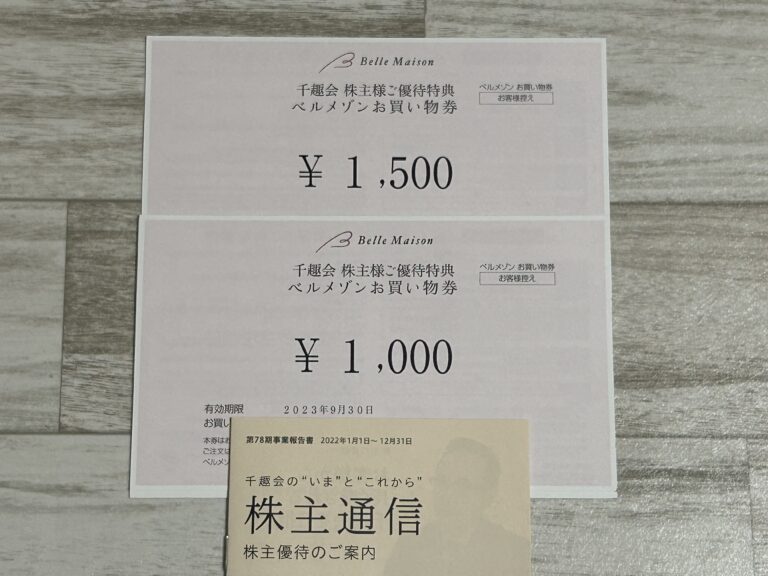 Belle Maison
千趣会 株主様ご優待特典
ベルメゾンお買い物券
ベルメゾン お買い物券
お客様控え
¥ 1,500
Belle Maison
千趣会 株主様ご優待特典
ベルメゾンお買い物券
ベルメゾン お買い物券
お客様控え
¥ 1,000
有効期限 2023年9月30日
お買い
本券はお
ご注文は
ベルメゾ
第78期事業報告書 2022年1月1日〜12月31日
千趣会の“いま”と“これから”
株主通信
株主優待のご案内